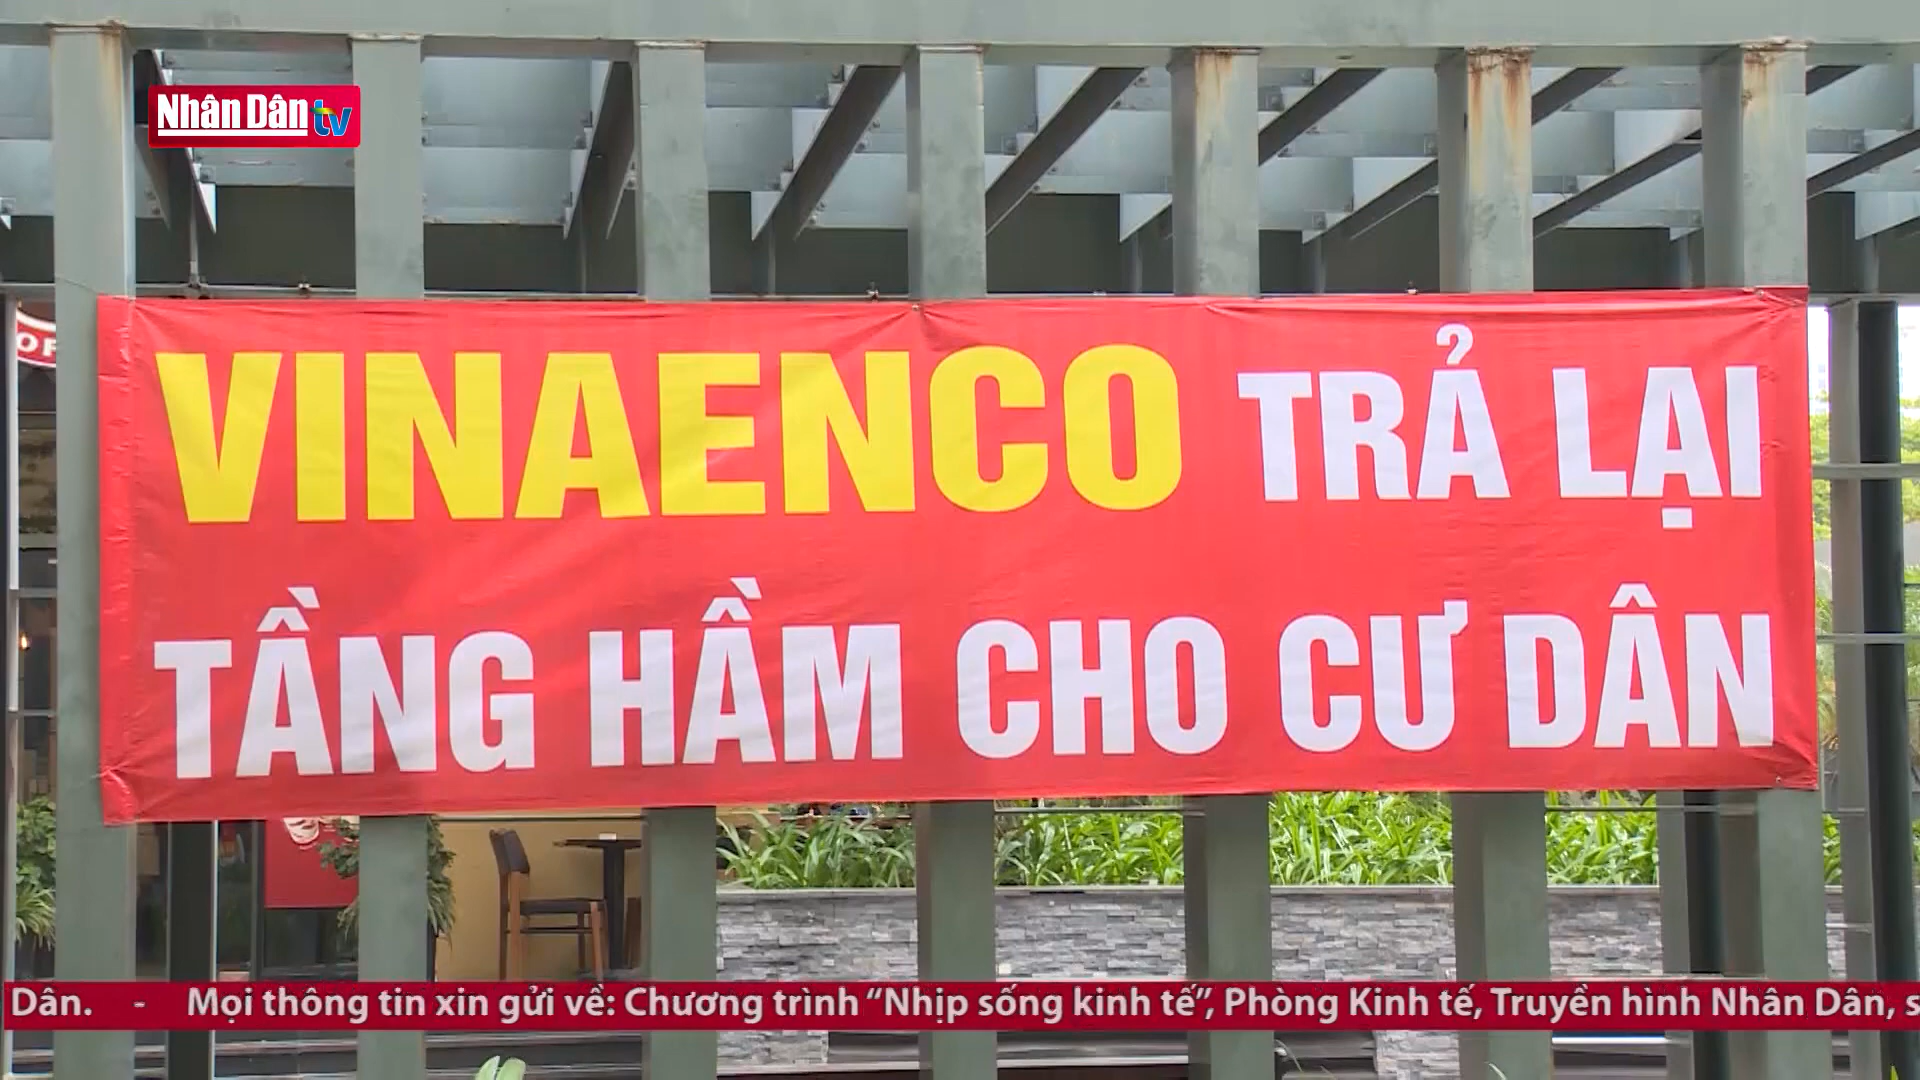 Nhân Dân tv
VINAENCO TRẢ LẠI
TẦNG HẦM CHO CƯ DÂN
Dân. - Mọi thông tin xin gửi về: Chương trình “Nhịp sống kinh tế”, Phòng Kinh tế, Truyền hình Nhân Dân, s